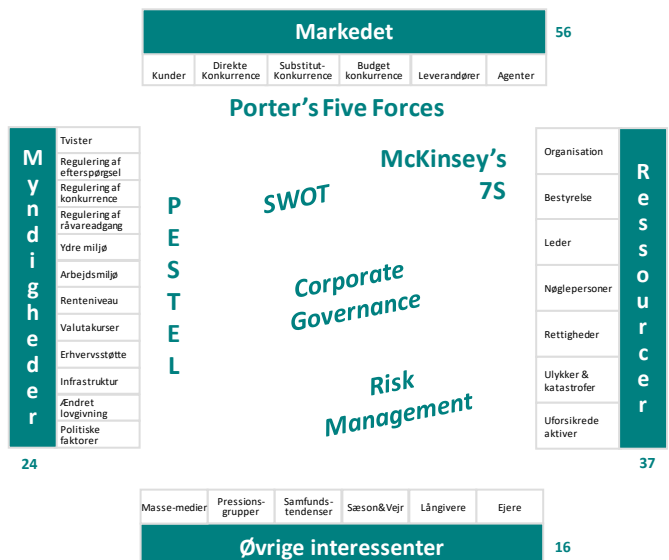 Markedet
56
Kunder
Direkte
Konkurrence
Substitut-
Konkurrence
Budget
konkurrence
Leverandører
Agenter
Porter's Five Forces
Myndigheder
Tvister
Regulering af
efterspørgsel
Regulering af
konkurrence
Regulering af
råvareadgang
Ydre miljø
Arbejdsmiljø
Renteniveau
Valutakurser
Erhvervsstøtte
Infrastruktur
Ændret
lovgivning
Politiske
faktorer
24
PESTEL
SWOT
McKinsey's
7S
Corporate
Governance
Risk
Management
Organisation
Bestyrelse
Leder
Nøglepersoner
Rettigheder
Ulykker &
katastrofer
Uforsikrede
aktiver
Ressourcer
37
Masse-medier
Pressions-
grupper
Samfunds-
tendenser
Sæson&Vejr
Långivere
Ejere
Øvrige interessenter
16